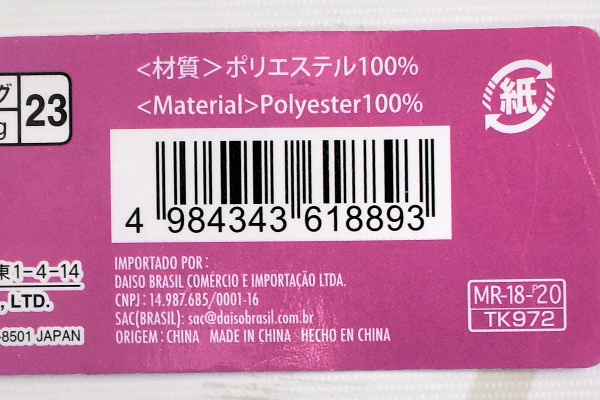 <材質>ポリエステル100%
<Material>Polyester100%
グ
g
23
紙
4 984343 618893
東1-4-14
, LTD.
-8501 JAPAN
IMPORTADO POR:
DAISO BRASIL COMÉRCIO E IMPORTAÇÃO LTDA.
CNPJ: 14.987.685/0001-16
SAC(BRASIL): sac@daisobrasil.com.br
ORIGEM: CHINA MADE IN CHINA HECHO EN CHINA
MR-18-P20
TK972